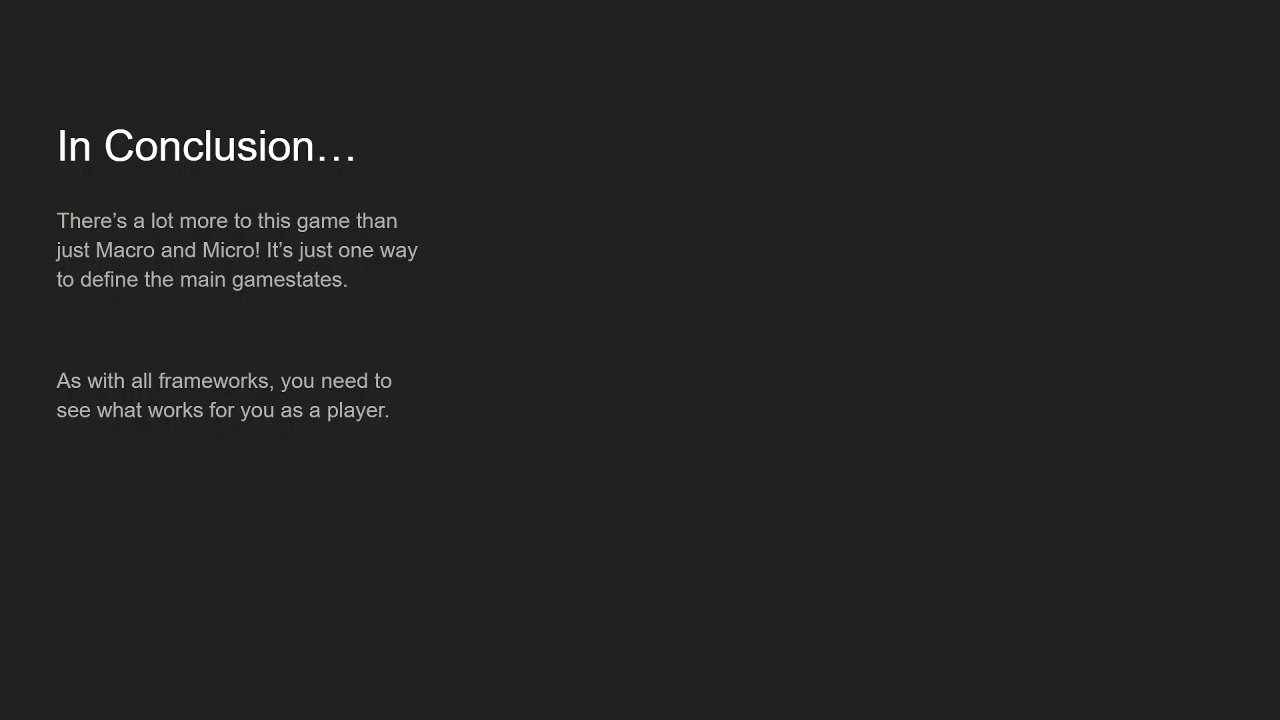 In Conclusion…
There’s a lot more to this game than
just Macro and Micro! It’s just one way
to define the main gamestates.
As with all frameworks, you need to
see what works for you as a player.